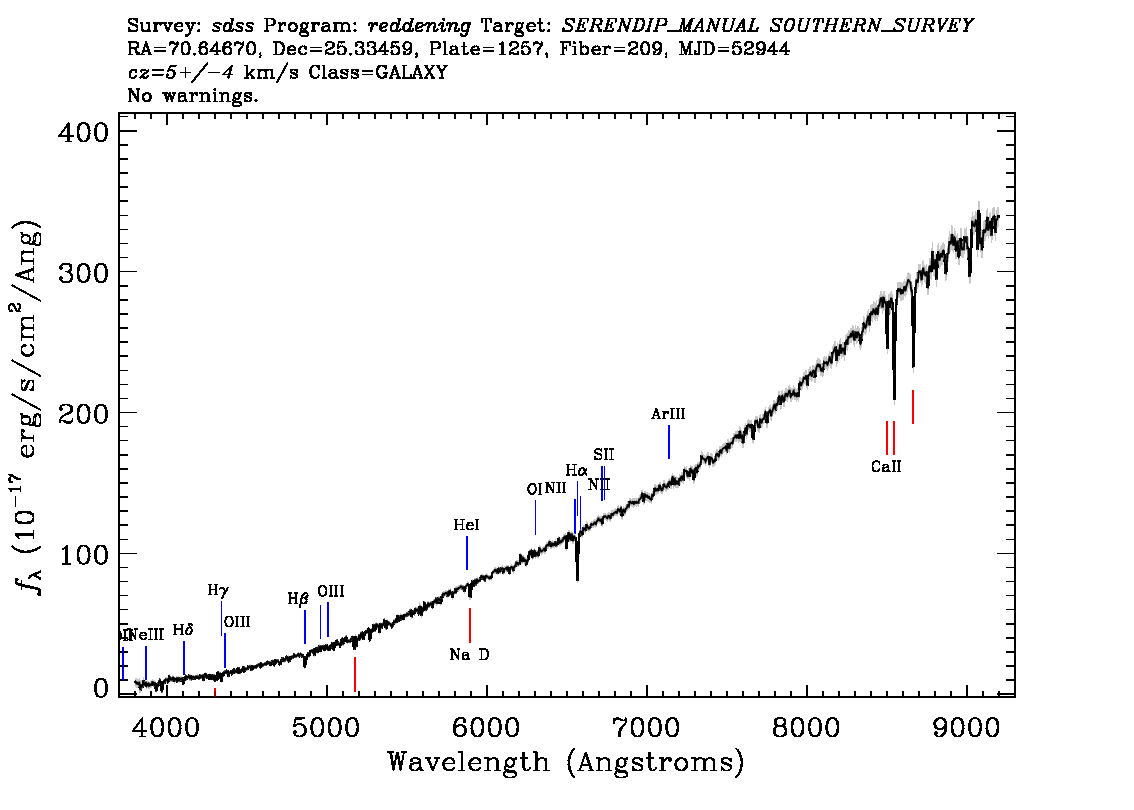 Survey: sdss Program: reddening Target: SERENDIP_MANUAL SOUTHERN_SURVEY
RA=70.64670, Dec=25.33459, Plate=1257, Fiber=209, MJD=52944
cz=5+/-4 km/s Class=GALAXY
No warnings.
400
300
200
100
0
f_λ (10^-17 erg/s/cm^2/Ang)
ArIII
SII
Hα
OI NII NII
HeI
Hγ
Hβ OIII
OIII
NeIII Hδ
Na D
CaII
4000 5000 6000 7000 8000 9000
Wavelength (Angstroms)